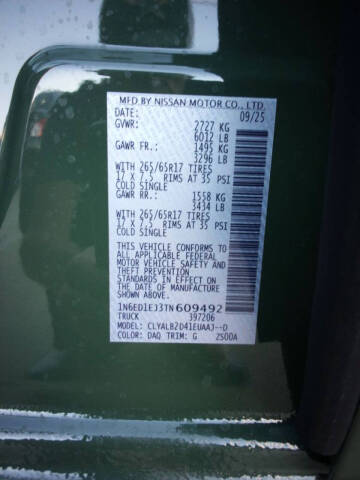 MFD BY NISSAN MOTOR CO., LTD.
DATE: 09/25
GVWR: 2727 KG
6012 LB
GAWR FR.: 1495 KG
3296 LB
WITH 265/65R17 TIRES
17 X 7.5 RIMS AT 35 PSI
COLD SINGLE
GAWR RR.: 1558 KG
3434 LB
WITH 265/65R17 TIRES
17 X 7.5 RIMS AT 35 PSI
COLD SINGLE
THIS VEHICLE CONFORMS TO
ALL APPLICABLE FEDERAL
MOTOR VEHICLE SAFETY AND
THEFT PREVENTION STANDARDS
IN EFFECT ON THE DATE OF
MANUFACTURE SHOWN ABOVE.
1N6ED1EJ3TN609492
TRUCK 397206
MODEL: CLYALB2D41EUAAJ--D
COLOR: DAQ TRIM: G ZS00A